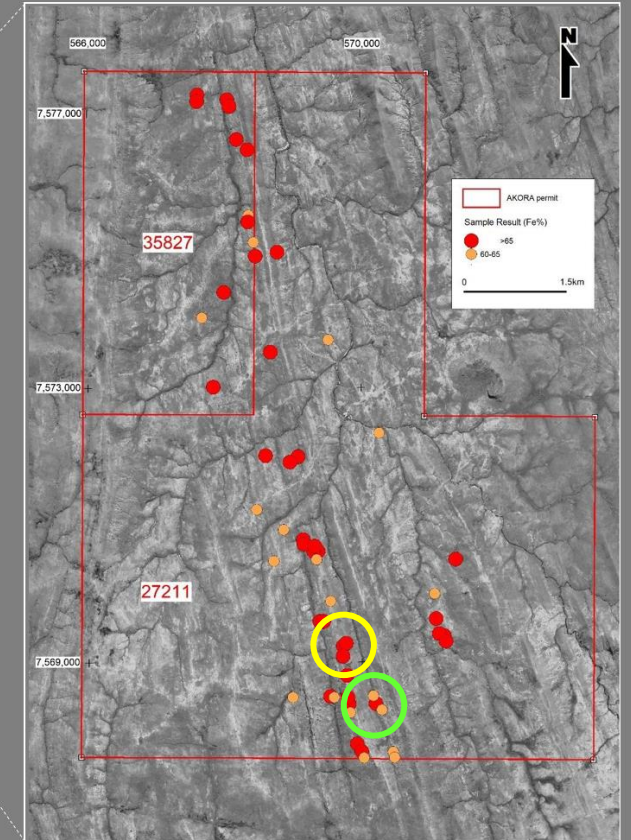 566,000
570,000
N
7,577,000
AKORA permit
Sample Result (Fe%)
>65
60-65
0 1.5km
35827
7,573,000
27211
7,569,000